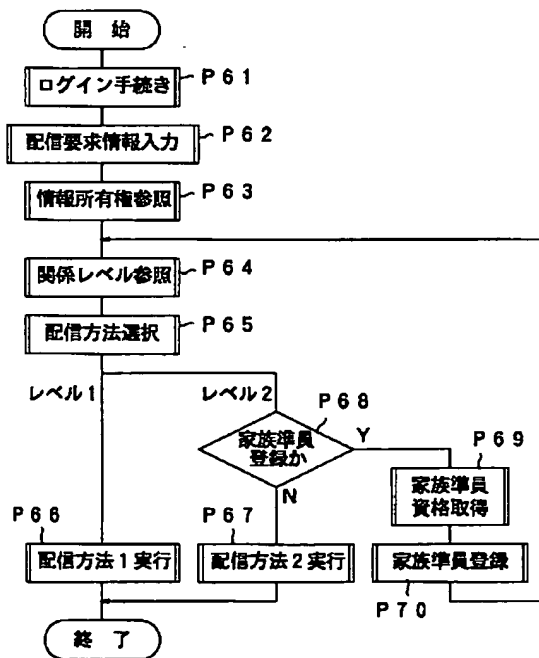 開 始
ログイン手続き
P61
配信要求情報入力
P62
情報所有権参照
P63
関係レベル参照
P64
配信方法選択
P65
レベル1
レベル2
P68
家族準員
登録か
Y
N
P69
家族準員
資格取得
P66
配信方法1実行
P67
配信方法2実行
家族準員登録
P70
終 了